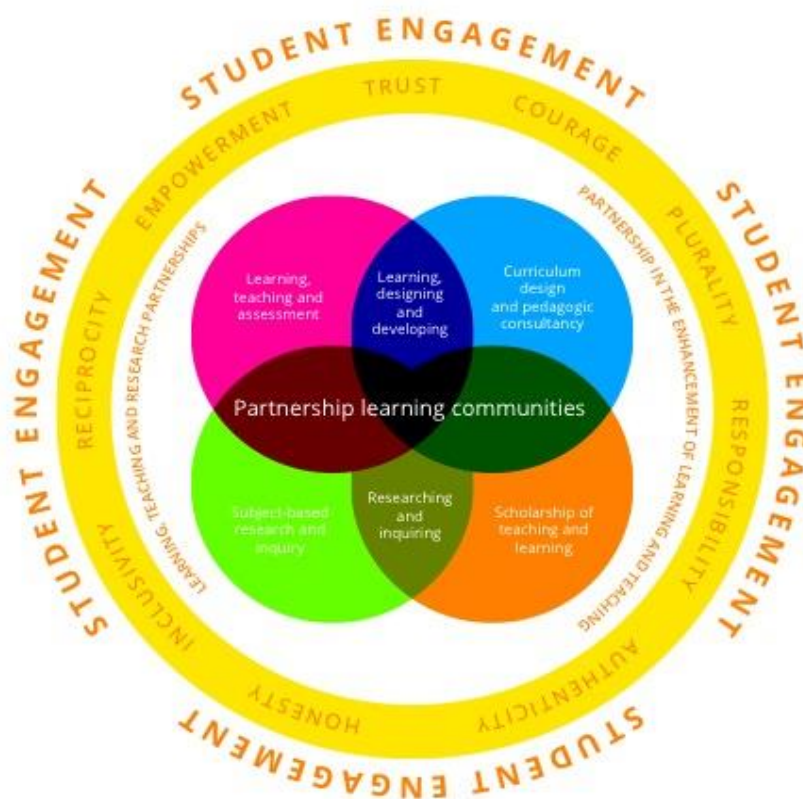 STUDENT ENGAGEMENT
STUDENT ENGAGEMENT
STUDENT ENGAGEMENT
STUDENT ENGAGEMENT
TRUST
COURAGE
PLURALITY
RESPONSIBILITY
AUTHENTICITY
HONESTY
INCLUSIVITY
RECIPROCITY
EMPOWERMENT
LEARNING, TEACHING AND RESEARCH PARTNERSHIPS
PARTNERSHIP IN THE ENHANCEMENT OF LEARNING AND TEACHING
Learning,
teaching and
assessment
Learning,
designing
and
developing
Curriculum
design
and pedagogic
consultancy
Partnership learning communities
Subject-based
research and
inquiry
Researching
and
inquiring
Scholarship of
teaching and
learning